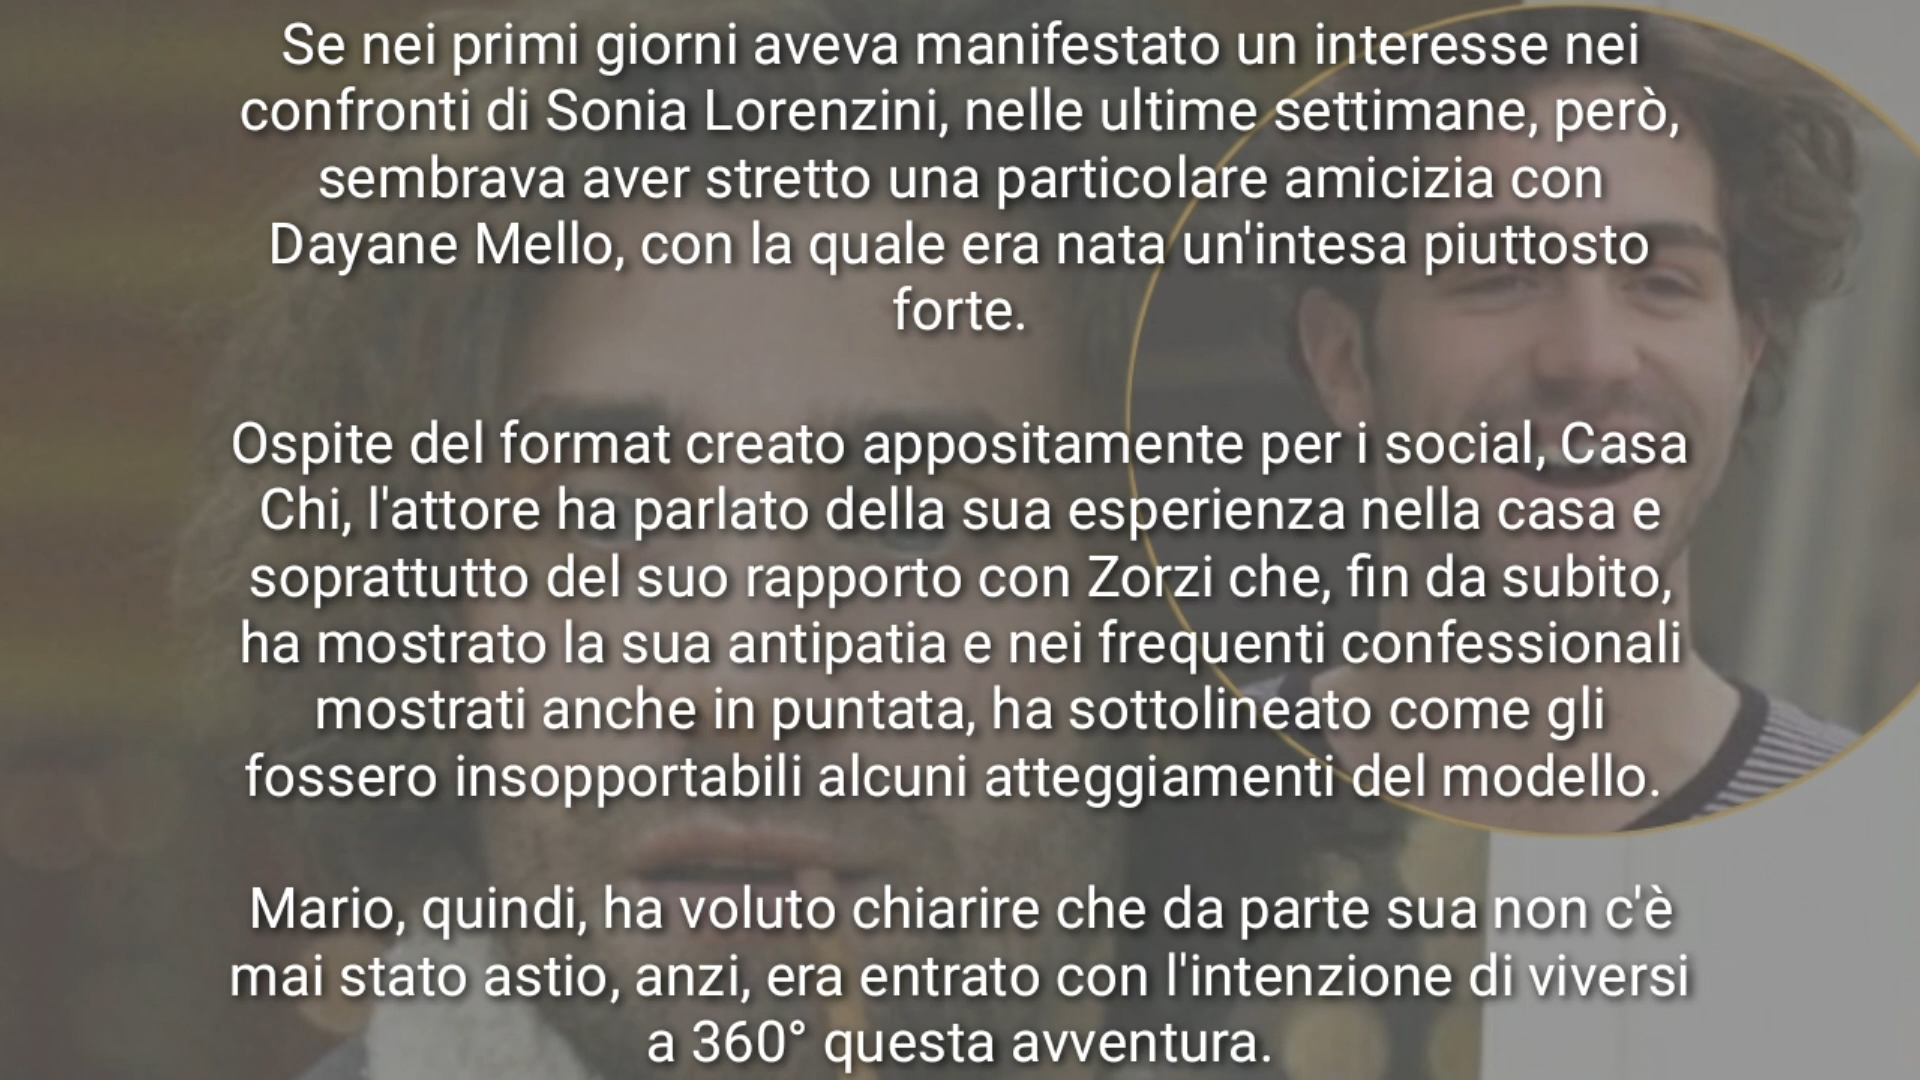 Se nei primi giorni aveva manifestato un interesse nei
confronti di Sonia Lorenzini, nelle ultime settimane, però,
sembrava aver stretto una particolare amicizia con
Dayane Mello, con la quale era nata un'intesa piuttosto
forte.
Ospite del format creato appositamente per i social, Casa
Chi, l'attore ha parlato della sua esperienza nella casa e
soprattutto del suo rapporto con Zorzi che, fin da subito,
ha mostrato la sua antipatia e nei frequenti confessionali
mostrati anche in puntata, ha sottolineato come gli
fossero insopportabili alcuni atteggiamenti del modello.
Mario, quindi, ha voluto chiarire che da parte sua non c'è
mai stato astio, anzi, era entrato con l'intenzione di viversi
a 360° questa avventura.